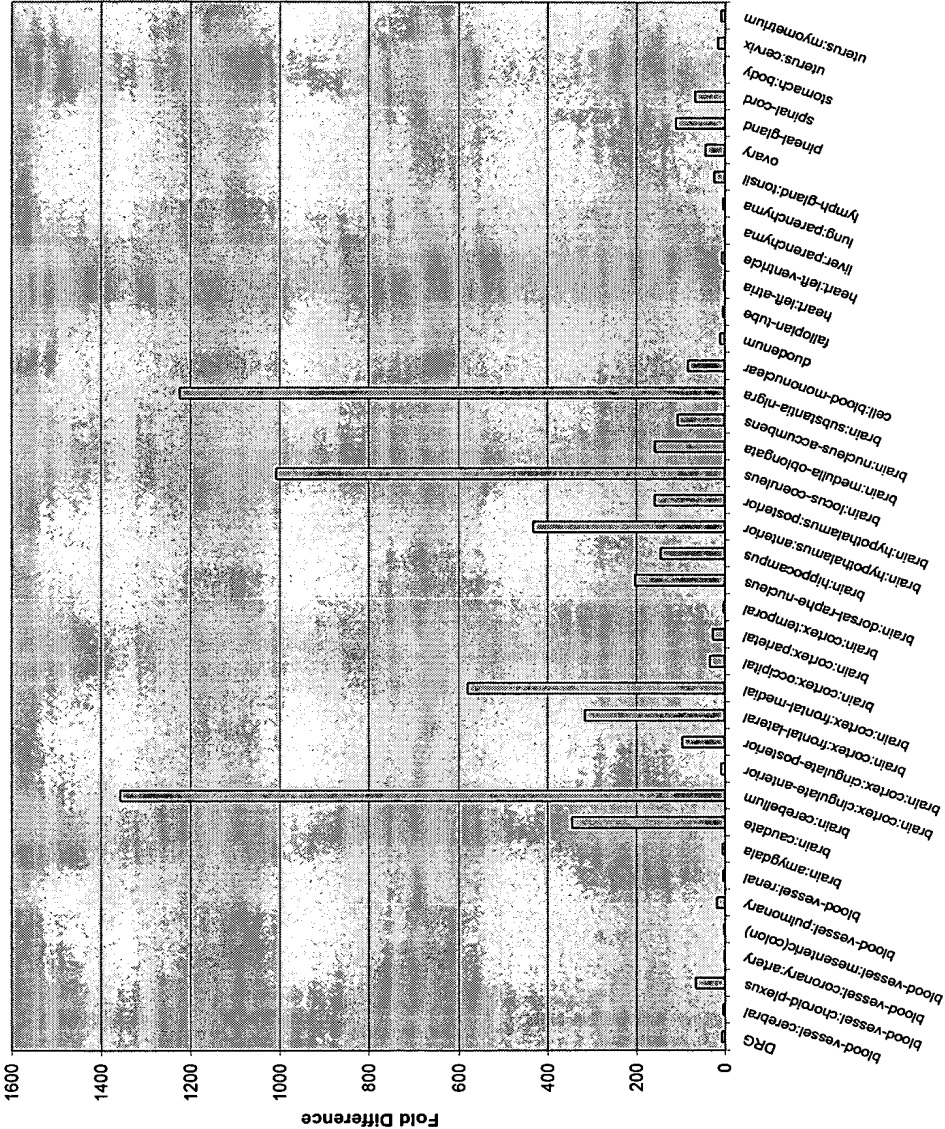 Fold Difference
1600
1400
1200
1000
800
600
400
200
0
DRG
blood-vessel:cerebral
blood-vessel:choroid-plexus
blood-vessel:coronary:artery
blood-vessel:mesenteric(colon)
blood-vessel:pulmonary
blood-vessel:renal
brain:amygdala
brain:caudate
brain:cerebellum
brain:cortex:cingulate-anterior
brain:cortex:cingulate-posterior
brain:cortex:frontal-lateral
brain:cortex:frontal-medial
brain:cortex:occipital
brain:cortex:parietal
brain:cortex:temporal
brain:dorsal-raphe-nucleus
brain:hippocampus
brain:hypothalamus:anterior
brain:hypothalamus:posterior
brain:locus-coeruleus
brain:medulla-oblongata
brain:nucleus-accumbens
brain:substantia-nigra
cell:blood-mononuclear
duodenum
fallopian-tube
heart:left-atria
heart:left-ventricle
liver:parenchyma
lung:parenchyma
lymph-gland:tonsil
ovary
pineal-gland
spinal-cord
stomach:body
uterus:cervix
uterus:myometrium